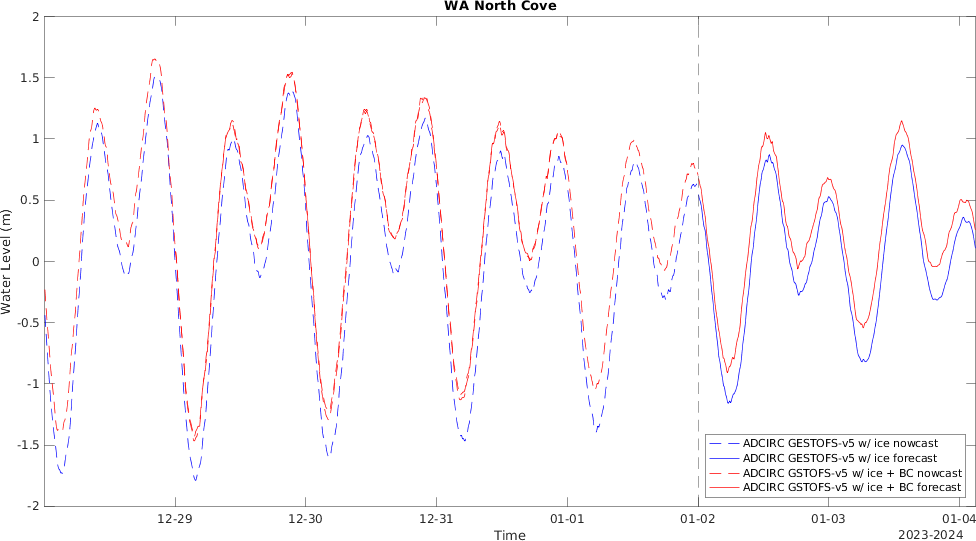 WA North Cove
2
1.5
1
0.5
0
-0.5
-1
-1.5
-2
Water Level (m)
ADCIRC GESTOFS-v5 w/ ice nowcast
ADCIRC GESTOFS-v5 w/ ice forecast
ADCIRC GSTOFS-v5 w/ ice + BC nowcast
ADCIRC GSTOFS-v5 w/ ice + BC forecast
12-29 12-30 12-31 01-01 01-02 01-03 01-04
Time
2023-2024